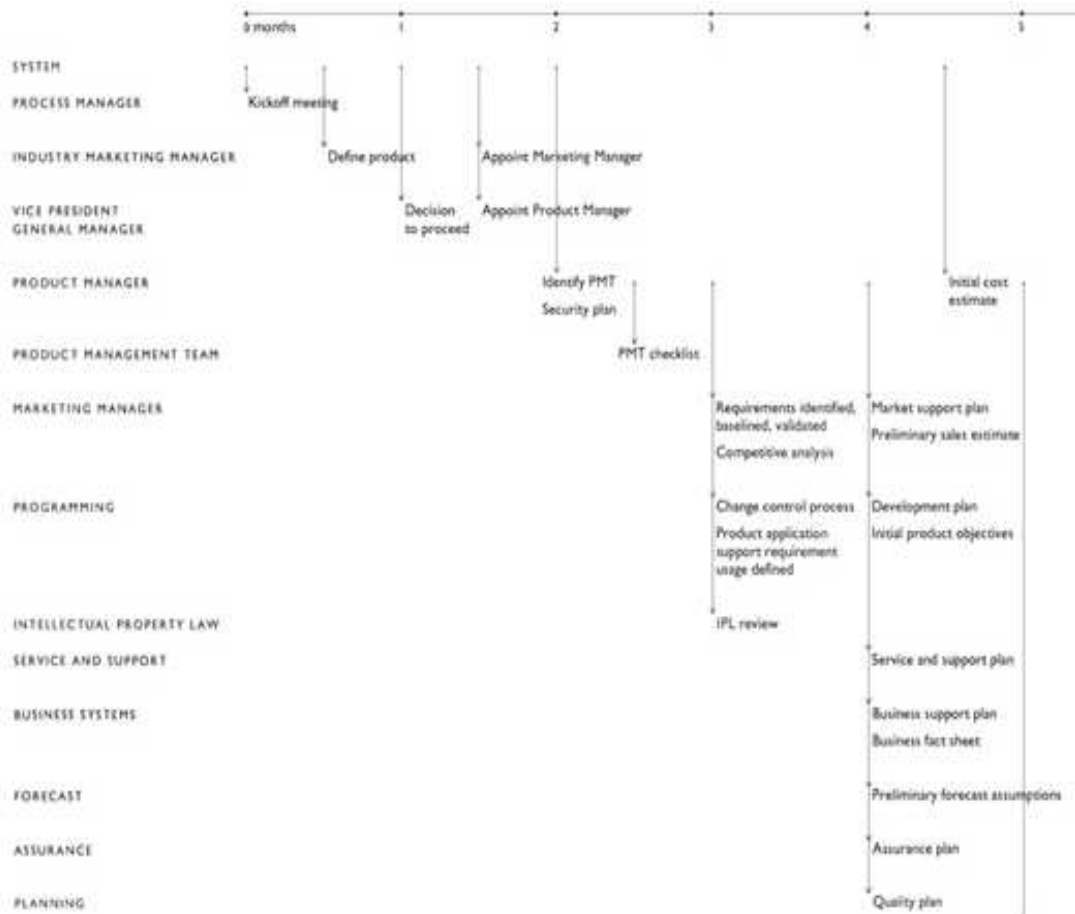 0 months 1 2 3 4 5
SYSTEM
PROCESS MANAGER Kickoff meeting
INDUSTRY MARKETING MANAGER Define product Appoint Marketing Manager
VICE PRESIDENT Decision Appoint Product Manager
GENERAL MANAGER to proceed
PRODUCT MANAGER Identify PMT Initial cost
estimate
Security plan
PRODUCT MANAGEMENT TEAM PMT checklist
MARKETING MANAGER Requirements identified, Market support plan
baselined, validated
Preliminary sales estimate
Competitive analysis
PROGRAMMING Change control process Development plan
Product application Initial product objectives
support requirement
usage defined
INTELLECTUAL PROPERTY LAW IPL review
SERVICE AND SUPPORT Service and support plan
BUSINESS SYSTEMS Business support plan
Business fact sheet
FORECAST Preliminary forecast assumptions
ASSURANCE Assurance plan
PLANNING Quality plan